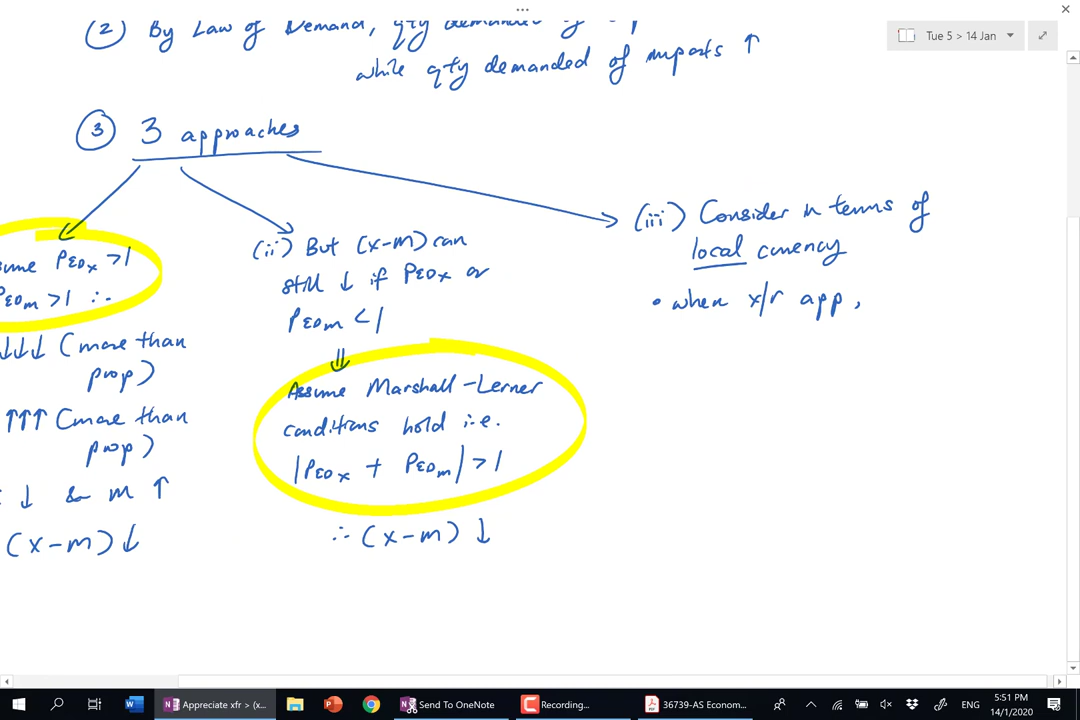 Tue 5 > 14 Jan
(2) By Law of Demand, qty demanded of
while qty demanded of imports ↑
(3) 3 approaches
PEDx >1
PEDm >1 ∴
↓↓↓ (more than
prop)
↑↑↑ (more than
prop)
↓ & m ↑
(x-m) ↓
(ii) But (x-m) can
still ↓ if PEDx or
PEDm <1
⇓
Assume Marshall-Lerner
conditions hold i.e.
|PEDx + PEDm| >1
∴ (x-m) ↓
(iii) Consider in terms of
local currency
• when x/r app,
Appreciate xfr > (x...
Send To OneNote
Recording...
36739-AS Econom...
ENG
5:51 PM
14/1/2020